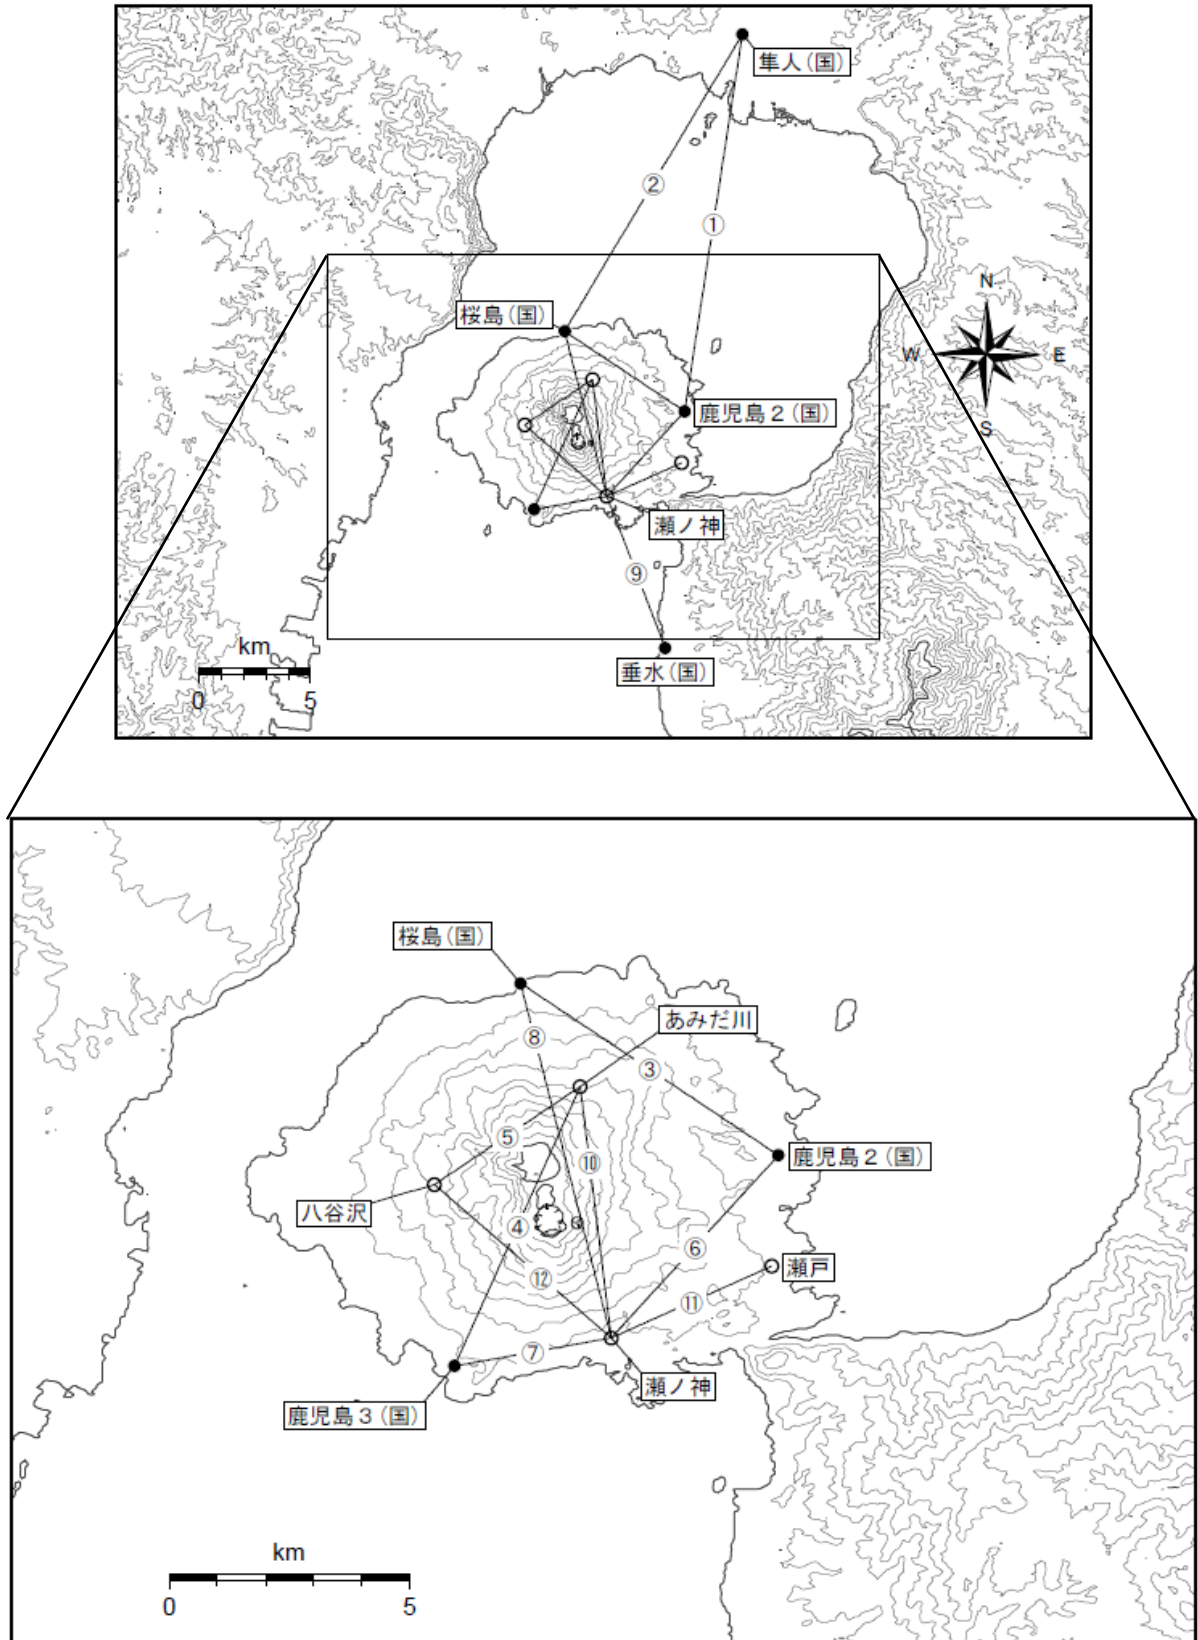 隼人(国)
②
①
N
桜島(国)
W
E
鹿児島2(国)
S
瀬ノ神
⑨
km
垂水(国)
0
5
桜島(国)
あみだ川
⑧
③
⑤
⑩
鹿児島2(国)
八谷沢
④
⑥
瀬戸
⑫
⑪
⑦
瀬ノ神
鹿児島3(国)
km
0
5